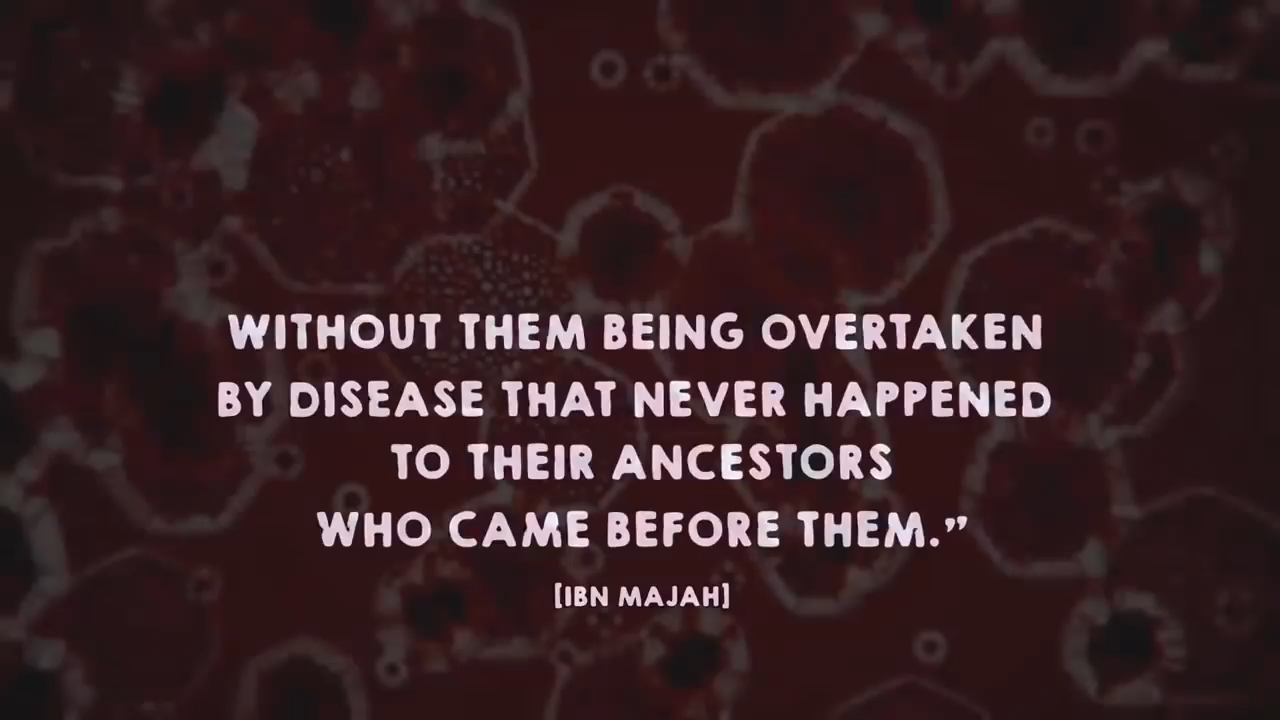 WITHOUT THEM BEING OVERTAKEN
BY DISEASE THAT NEVER HAPPENED
TO THEIR ANCESTORS
WHO CAME BEFORE THEM.”
[IBN MAJAH]